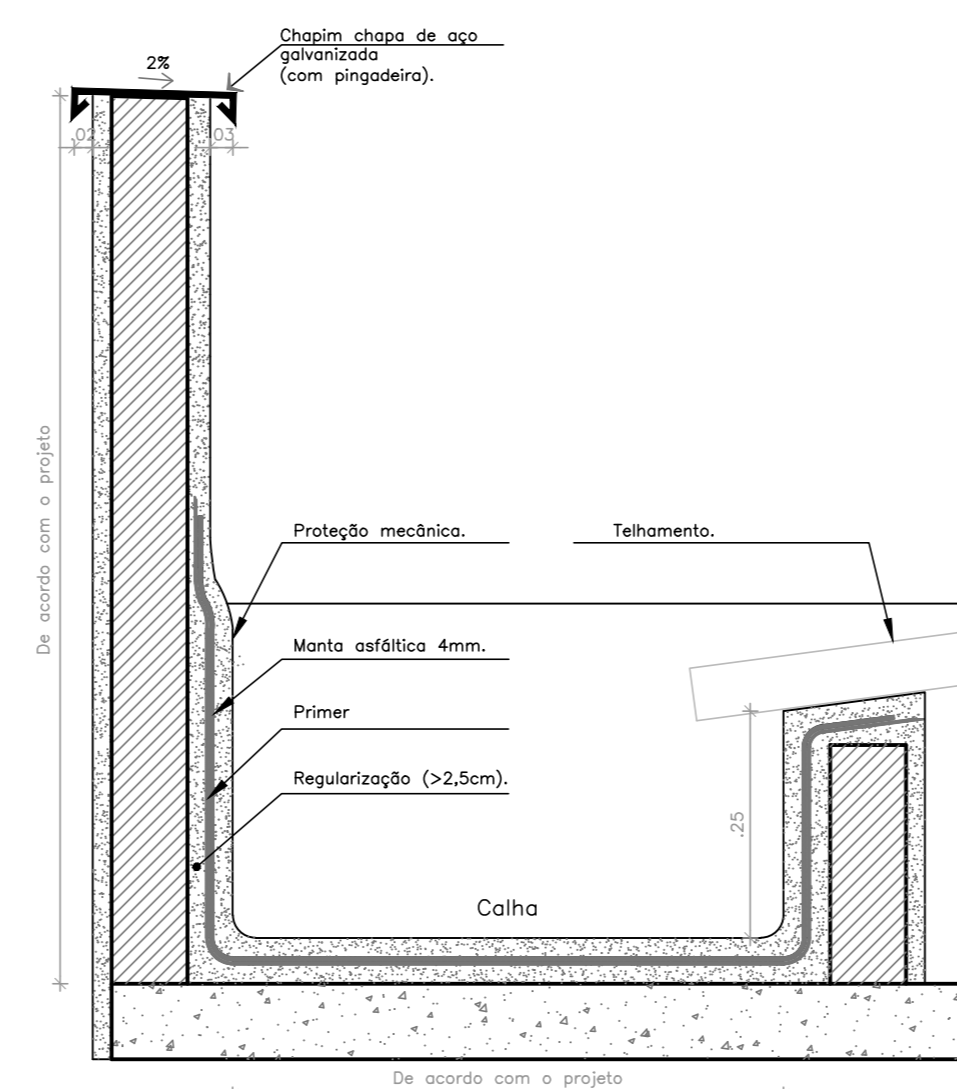 Chapim chapa de aço
galvanizada
(com pingadeira).
2%
.02
.03
De acordo com o projeto
Proteção mecânica.
Telhamento.
Manta asfáltica 4mm.
Primer
Regularização (>2,5cm).
.25
Calha
De acordo com o projeto